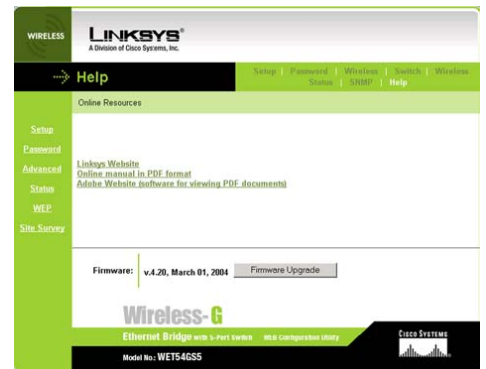 WIRELESS
LINKSYS®
A Division of Cisco Systems, Inc.
Help
Setup | Password | Wireless | Switch | Wireless
Status | SNMP | Help
Online Resources
Setup
Password
Advanced
Status
WEP
Site Survey
Linksys Website
Online manual in PDF format
Adobe Website (software for viewing PDF documents)
Firmware: v.4.20, March 01, 2004 Firmware Upgrade
Wireless-G
Ethernet Bridge with 5-Port Switch WEB Configuration Utility
Model No: WET54GS5
CISCO SYSTEMS